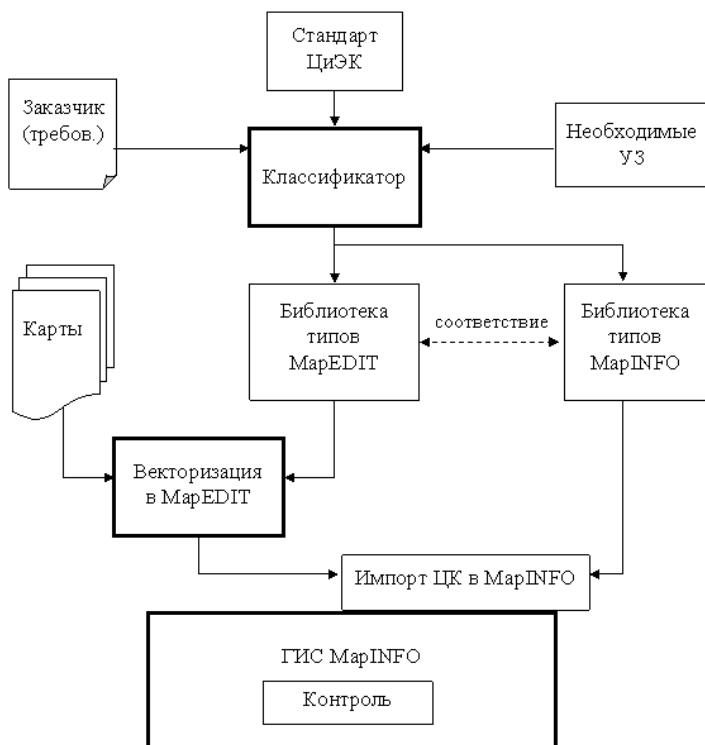 Стандарт
ЦиЭК
Заказчик
(требов.)
Необходимые
УЗ
Классификатор
Карты
Библиотека
типов
MapEDIT
соответствие
Библиотека
типов
MapINFO
Векторизация
в MapEDIT
Импорт ЦК в MapINFO
ГИС MapINFO
Контроль